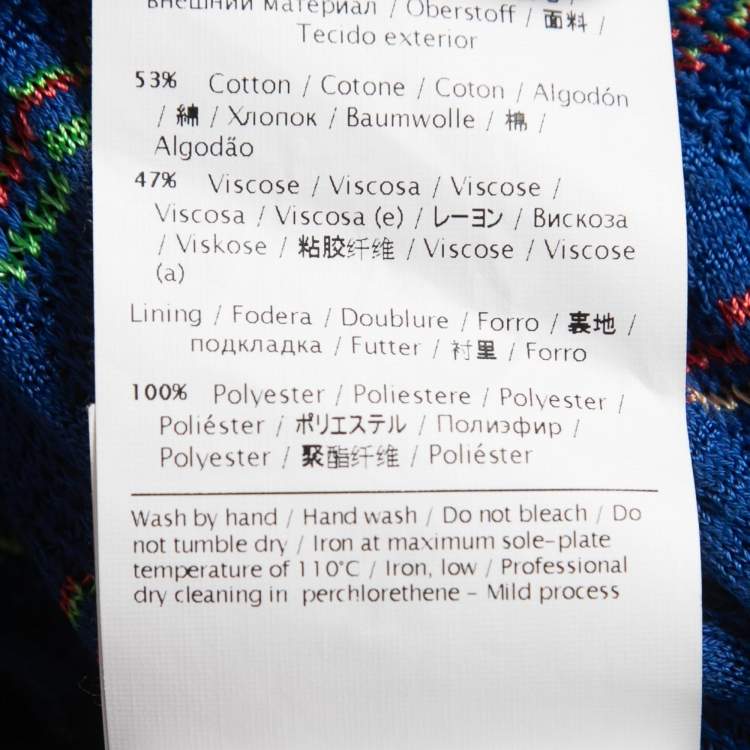 внешний материал / Oberstoff / 面料 /
Tecido exterior
53% Cotton / Cotone / Coton / Algodón
/ 綿 / Хлопок / Baumwolle / 棉 /
Algodão
47% Viscose / Viscosa / Viscose /
Viscosa / Viscosa (e) / レーヨン / Вискоза
/ Viskose / 粘胶纤维 / Viscose / Viscose
(a)
Lining / Fodera / Doublure / Forro / 裏地 /
подкладка / Futter / 衬里 / Forro
100% Polyester / Poliestere / Polyester /
Poliéster / ポリエステル / Полиэфир /
Polyester / 聚酯纤维 / Poliéster
Wash by hand / Hand wash / Do not bleach / Do
not tumble dry / Iron at maximum sole-plate
temperature of 110°C / Iron, low / Professional
dry cleaning in perchlorethene - Mild process